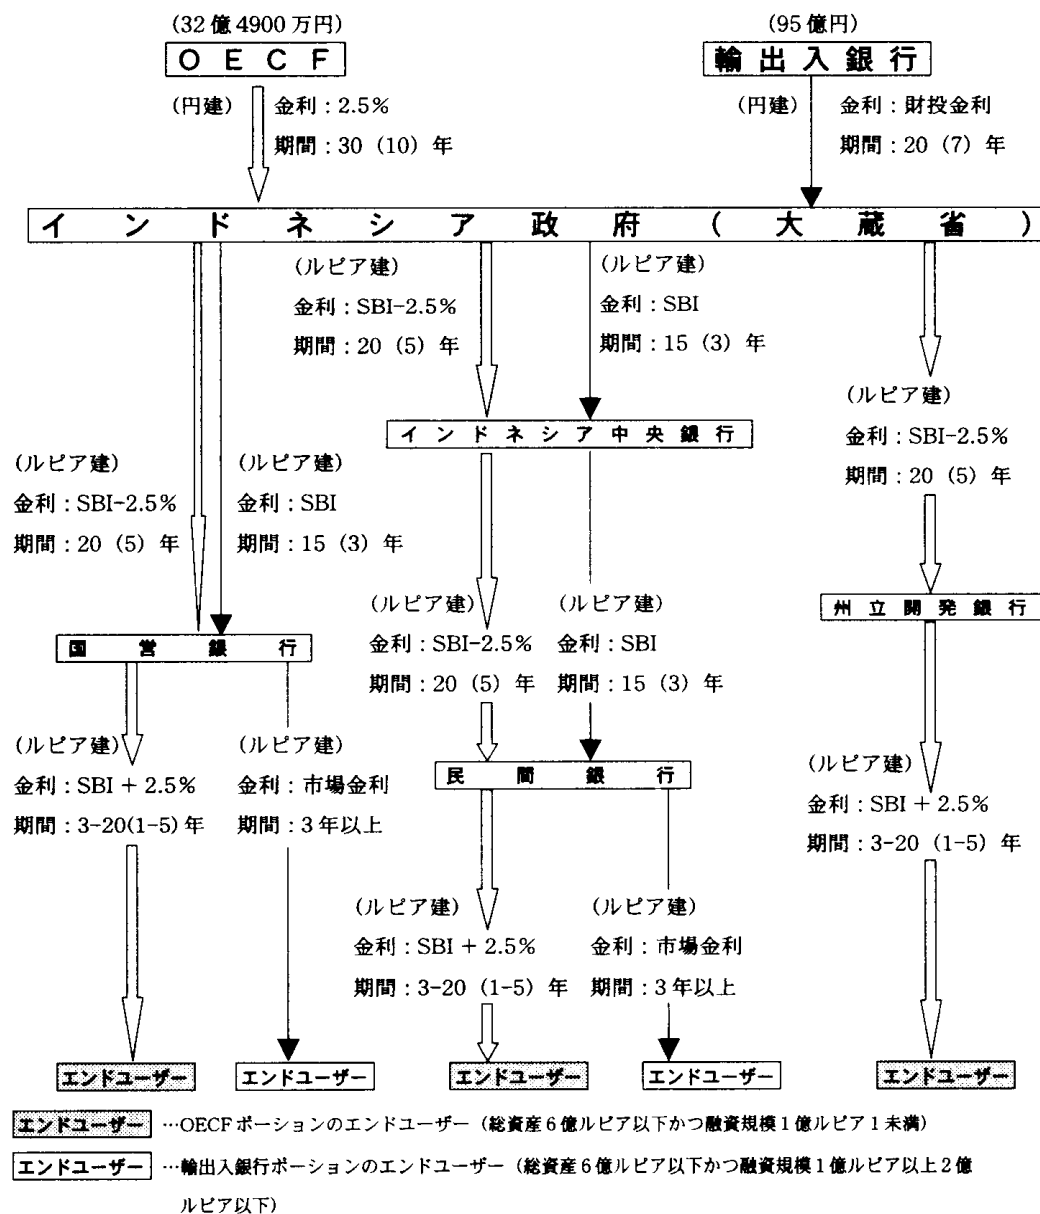 (32億4900万円)
OECF
(円建)
金利：2.5%
期間：30（10）年
(95億円)
輸出入銀行
(円建)
金利：財投金利
期間：20（7）年
インドネシア政府（大蔵省）
(ルピア建)
金利：SBI-2.5%
期間：20（5）年
(ルピア建)
金利：SBI
期間：15（3）年
(ルピア建)
金利：SBI-2.5%
期間：20（5）年
インドネシア中央銀行
(ルピア建)
金利：SBI-2.5%
期間：20（5）年
(ルピア建)
金利：SBI
期間：15（3）年
(ルピア建)
金利：SBI-2.5%
期間：20（5）年
(ルピア建)
金利：SBI
期間：15（3）年
州立開発銀行
国営銀行
(ルピア建)
金利：SBI + 2.5%
期間：3-20(1-5)年
(ルピア建)
金利：市場金利
期間：3年以上
民間銀行
(ルピア建)
金利：SBI + 2.5%
期間：3-20（1-5）年
(ルピア建)
金利：SBI + 2.5%
期間：3-20（1-5）年
(ルピア建)
金利：市場金利
期間：3年以上
エンドユーザー
エンドユーザー
エンドユーザー
エンドユーザー
エンドユーザー
エンドユーザー …OECFポーションのエンドユーザー（総資産6億ルピア以下かつ融資規模1億ルピア1未満）
エンドユーザー …輸出入銀行ポーションのエンドユーザー（総資産6億ルピア以下かつ融資規模1億ルピア以上2億
ルピア以下）